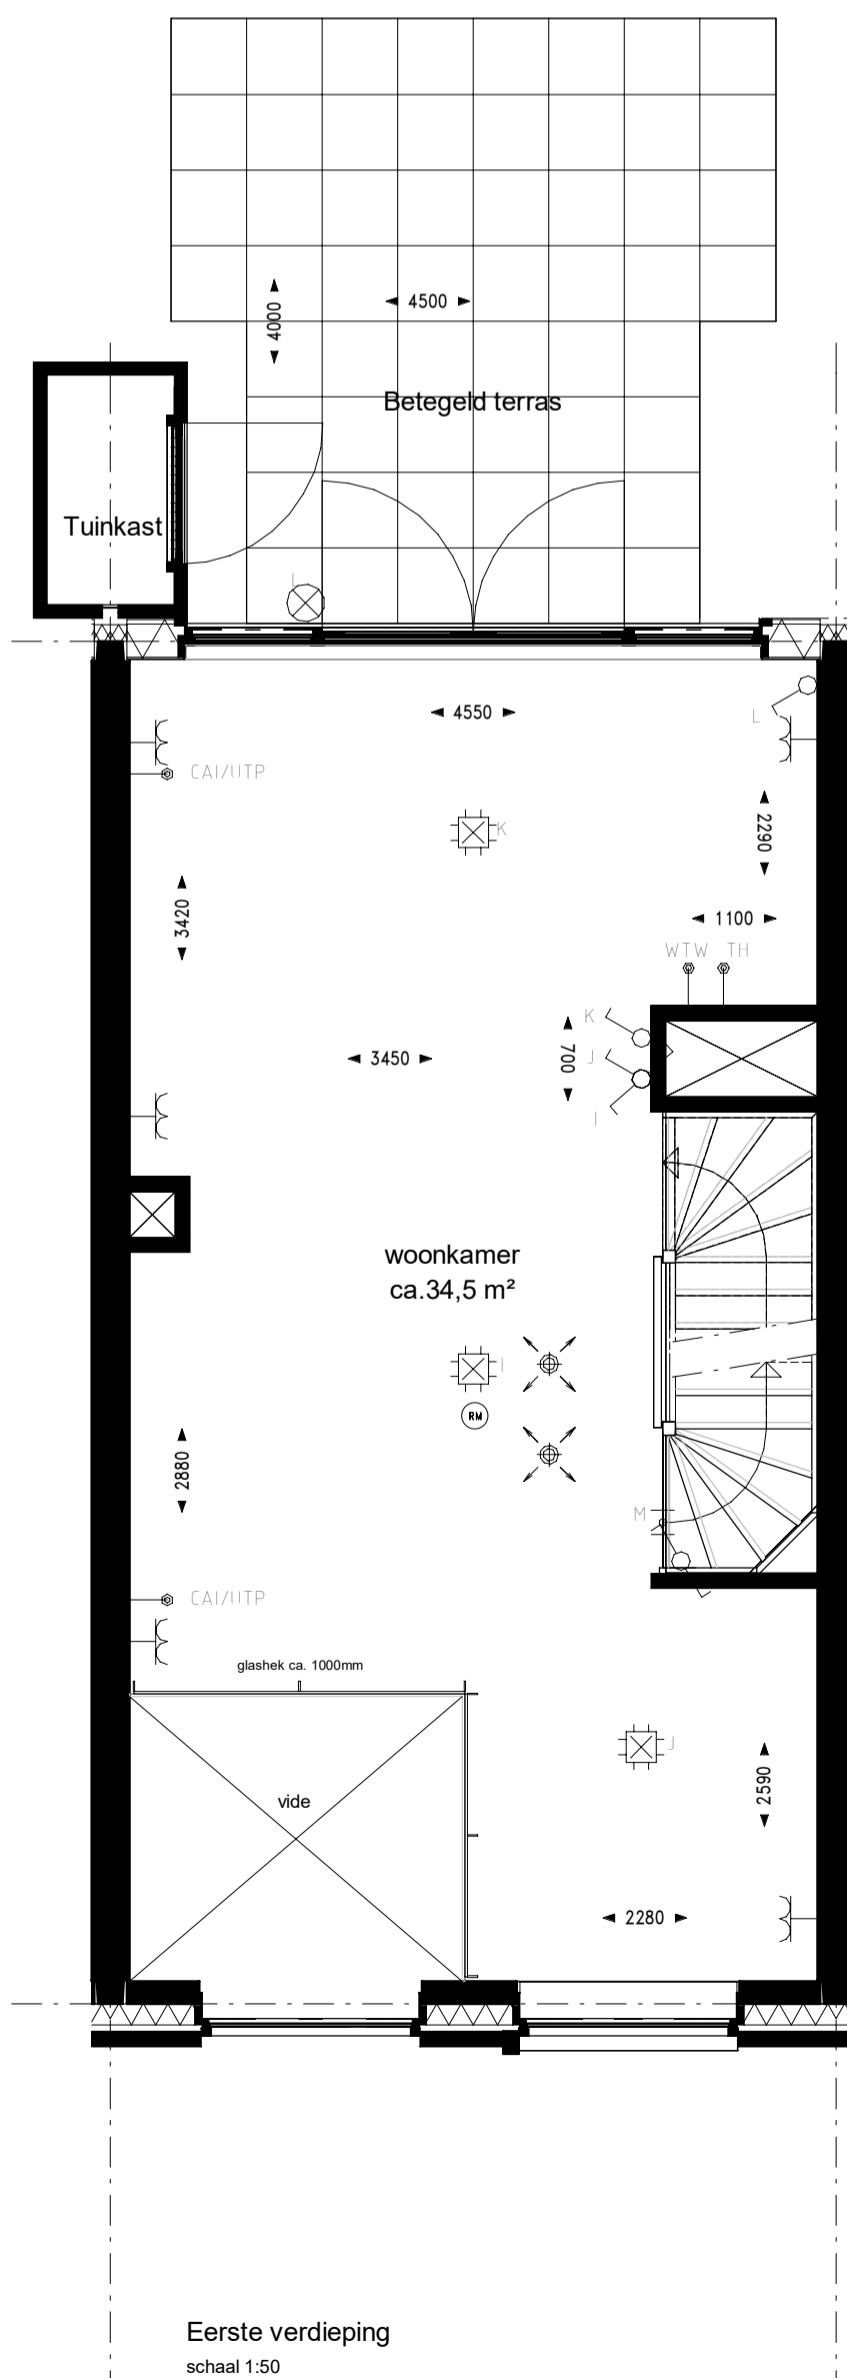 4000
4500
Betegeld terras
Tuinkast
L
4550
L
CAI/UTP
K
2290
3420
1100
WTW
TH
K
J
I
700
3450
woonkamer
ca.34,5 m²
I
RM
2880
M
CAI/UTP
glashek ca. 1000mm
J
vide
2590
2280
Eerste verdieping
schaal 1:50